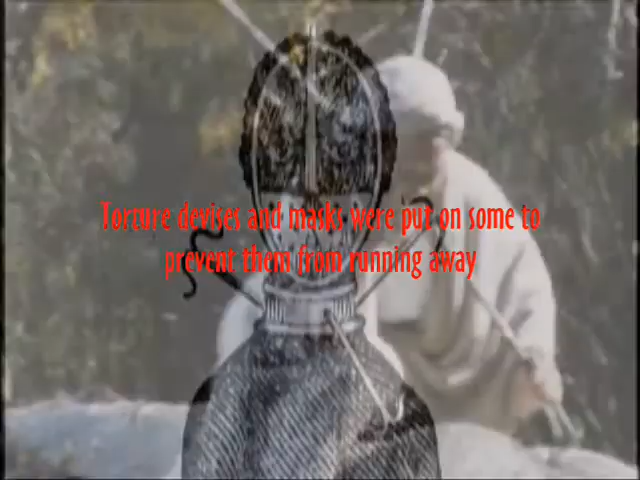 Torture devises and masks were put on some to
prevent them from running away